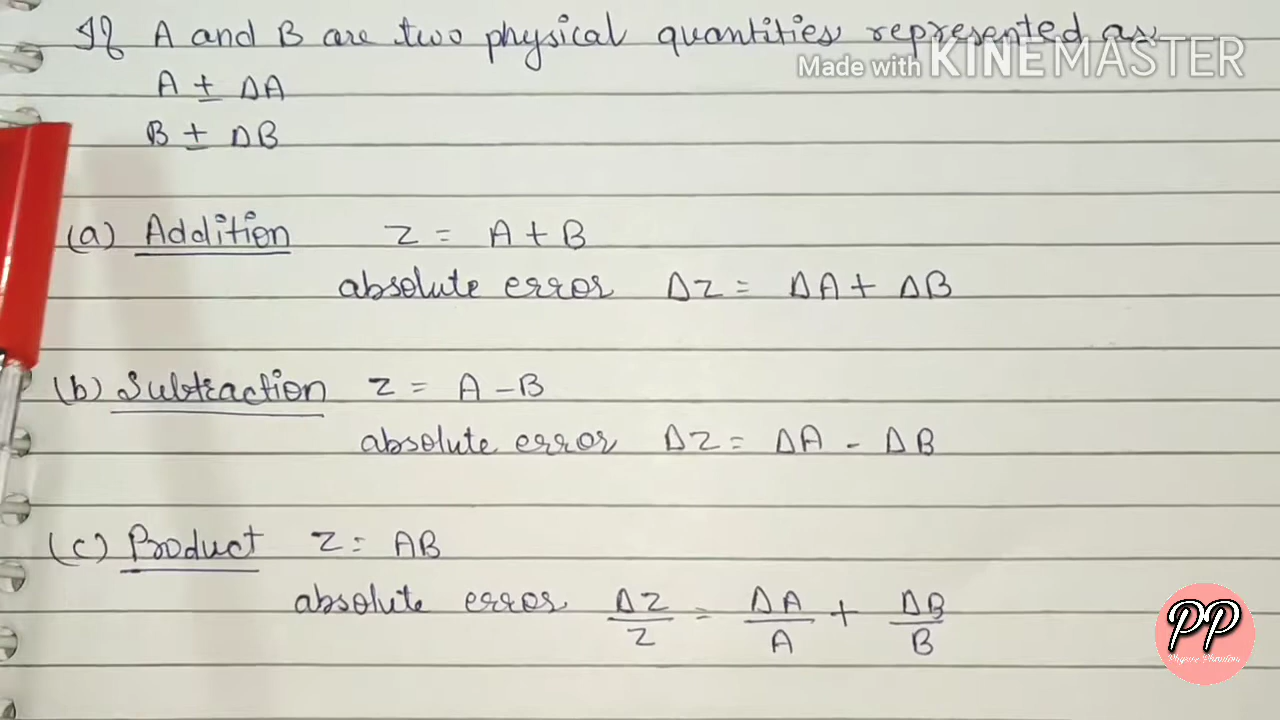 If A and B are two physical quantities represented as
Made with KINEMASTER
A ± ΔA
B ± ΔB
(a) Addition z = A + B
absolute error Δz = ΔA + ΔB
(b) Subtraction z = A - B
absolute error Δz = ΔA - ΔB
(c) Product z = AB
absolute error Δz/z = ΔA/A + ΔB/B
PP